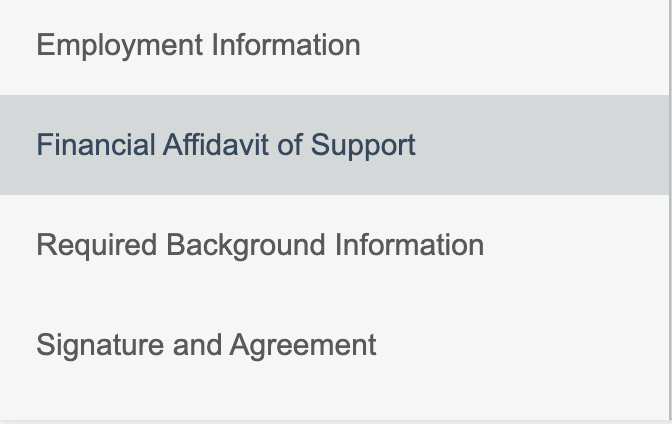 Employment Information
Financial Affidavit of Support
Required Background Information
Signature and Agreement